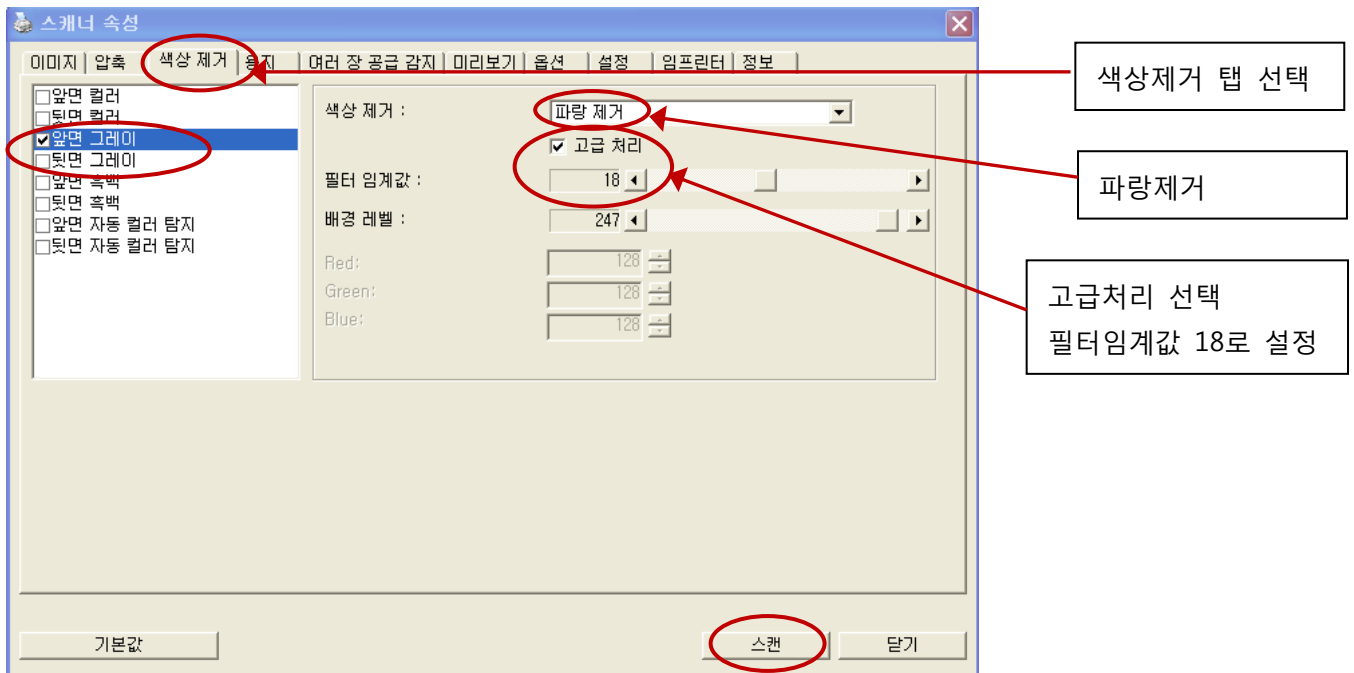 스캐너 속성
이미지 압축 색상 제거 용지 여러 장 공급 감지 미리보기 옵션 설정 임프린터 정보
앞면 컬러
뒷면 컬러
앞면 그레이
뒷면 그레이
앞면 흑백
뒷면 흑백
앞면 자동 컬러 탐지
뒷면 자동 컬러 탐지
색상 제거 : 파랑 제거
고급 처리
필터 임계값 : 18
배경 레벨 : 247
Red: 128
Green: 128
Blue: 128
기본값 스캔 닫기
색상제거 탭 선택
파랑제거
고급처리 선택
필터임계값 18로 설정